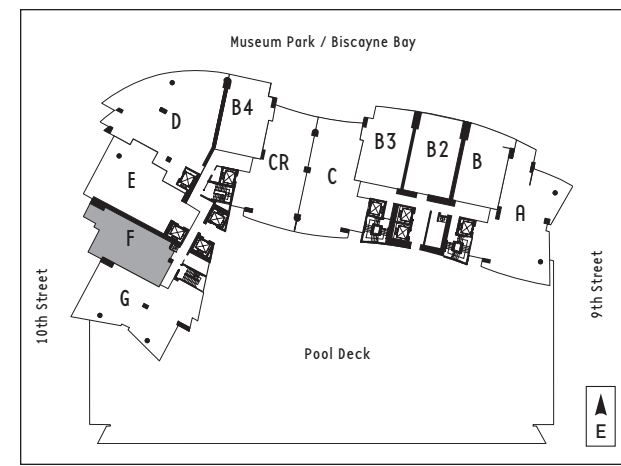 Museum Park / Biscayne Bay
D
B4
B3
B2
B
CR
C
E
A
F
G
10th Street
9th Street
Pool Deck
E